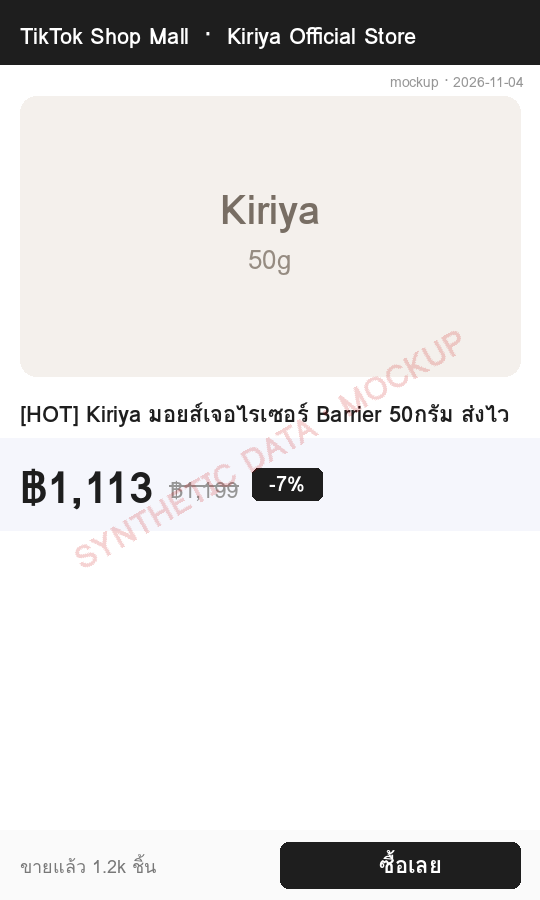 TikTok Shop Mall · Kiriya Official Store
mockup · 2026-11-04
Kiriya
50g
[HOT] Kiriya มอยส์เจอไรเซอร์ Barrier 50กรัม ส่งไว
฿1,113 ฿1,199 -7%
SYNTHETIC DATA · MOCKUP
ขายแล้ว 1.2k ชิ้น
ซื้อเลย